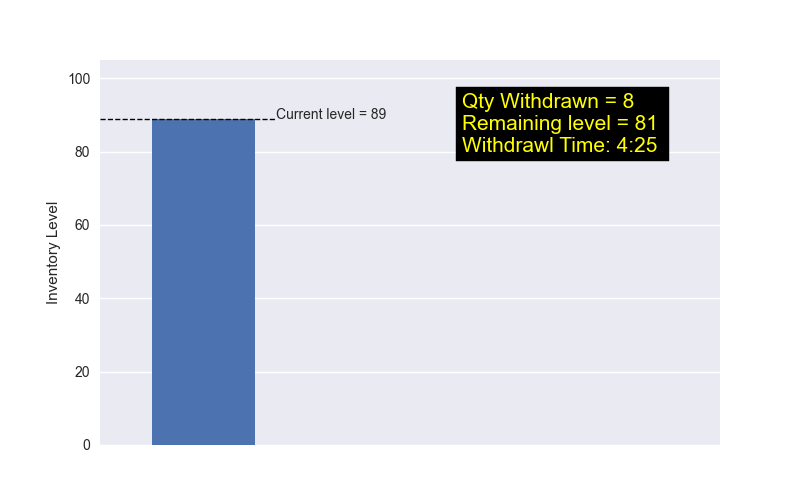 100
80
60
40
20
0
Inventory Level
Current level = 89
Qty Withdrawn = 8
Remaining level = 81
Withdrawl Time: 4:25